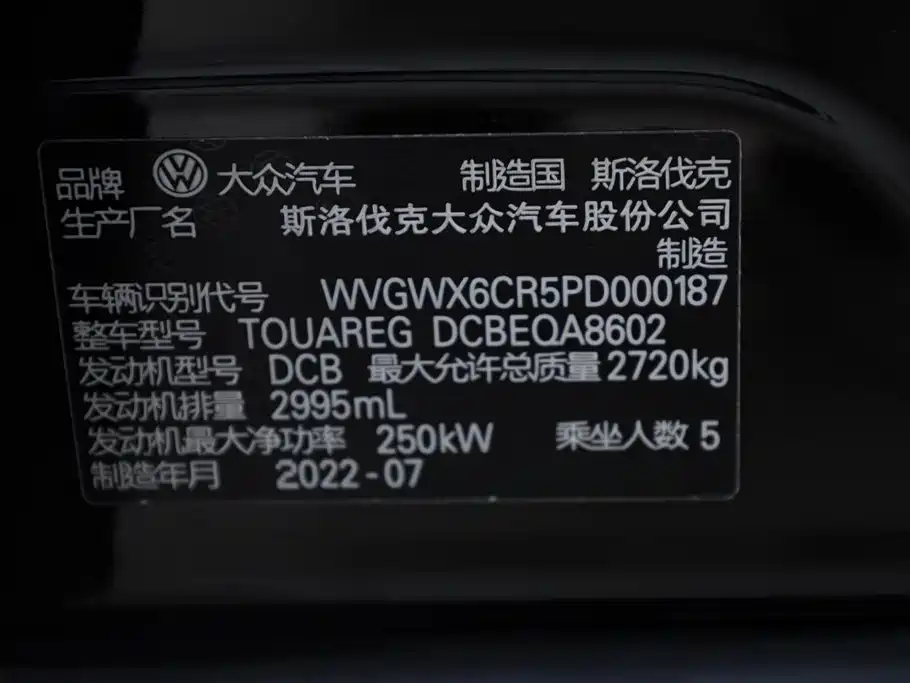 品牌 大众汽车 制造国 斯洛伐克
生产厂名 斯洛伐克大众汽车股份公司
制造
车辆识别代号 WVGWX6CR5PD000187
整车型号 TOUAREG DCBEQA8602
发动机型号 DCB 最大允许总质量 2720kg
发动机排量 2995mL
发动机最大净功率 250kW 乘坐人数 5
制造年月 2022-07